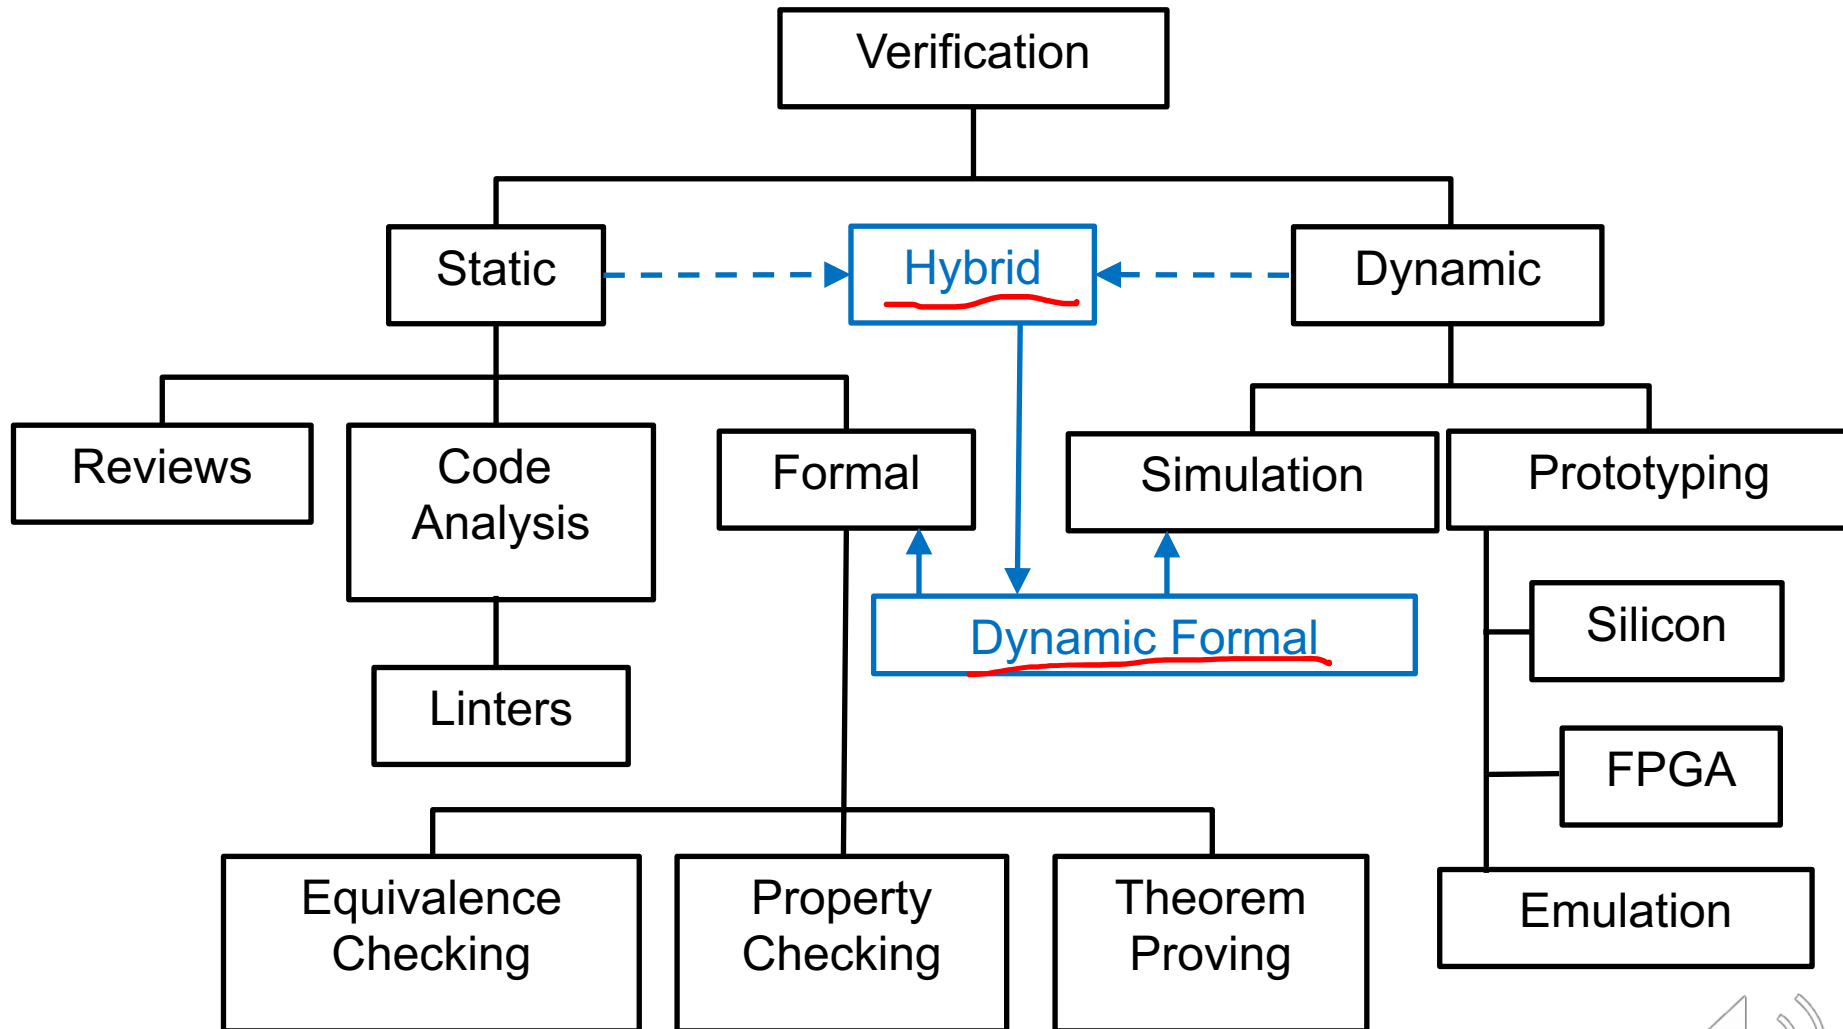 Verification
Static
Hybrid
Dynamic
Reviews
Code
Analysis
Formal
Simulation
Prototyping
Silicon
Dynamic Formal
Linters
FPGA
Equivalence
Checking
Property
Checking
Theorem
Proving
Emulation